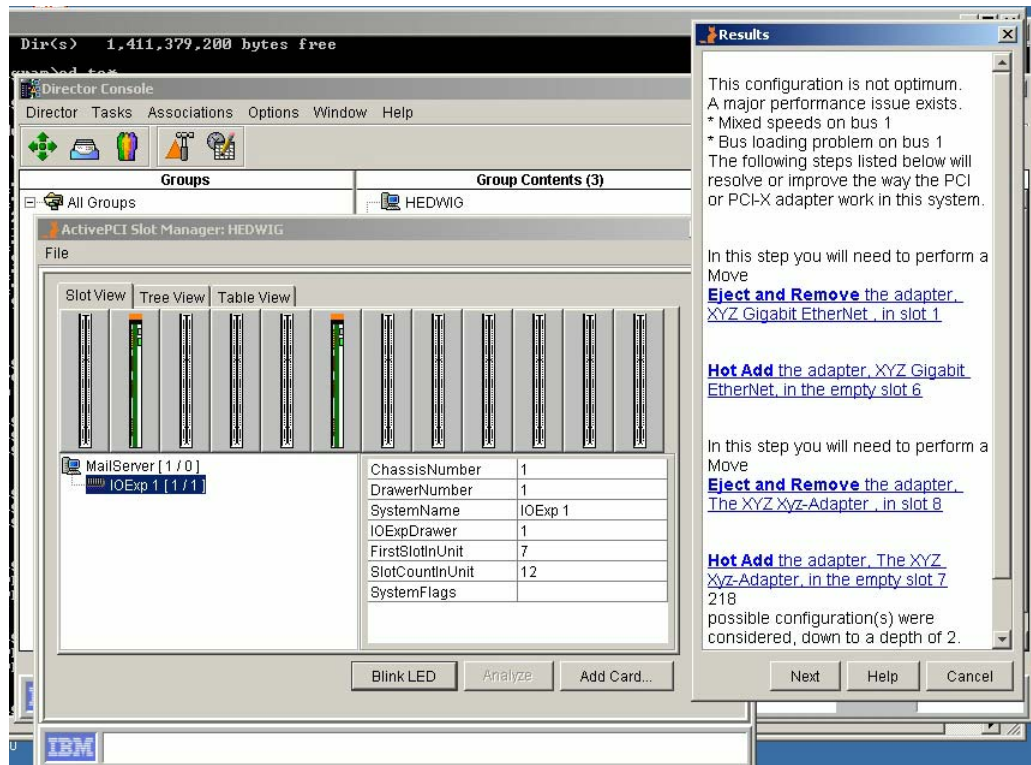 Dir(s) 1,411,379,200 bytes free
Director Console
Director Tasks Associations Options Window Help
Groups
Group Contents (3)
All Groups
HEDWIG
ActivePCI Slot Manager: HEDWIG
File
Slot View Tree View Table View
MailServer [ 1 / 0 ]
IOExp 1 [ 1 / 1 ]
ChassisNumber 1
DrawerNumber 1
SystemName IOExp 1
IOExpDrawer 1
FirstSlotInUnit 7
SlotCountInUnit 12
SystemFlags
Blink LED Analyze Add Card...
IBM
Results
This configuration is not optimum.
A major performance issue exists.
* Mixed speeds on bus 1
* Bus loading problem on bus 1
The following steps listed below will
resolve or improve the way the PCI
or PCI-X adapter work in this system.
In this step you will need to perform a
Move
Eject and Remove the adapter,
XYZ Gigabit EtherNet , in slot 1
Hot Add the adapter, XYZ Gigabit
EtherNet, in the empty slot 6
In this step you will need to perform a
Move
Eject and Remove the adapter,
The XYZ Xyz-Adapter , in slot 8
Hot Add the adapter, The XYZ
Xyz-Adapter, in the empty slot 7
218
possible configuration(s) were
considered, down to a depth of 2.
Next Help Cancel